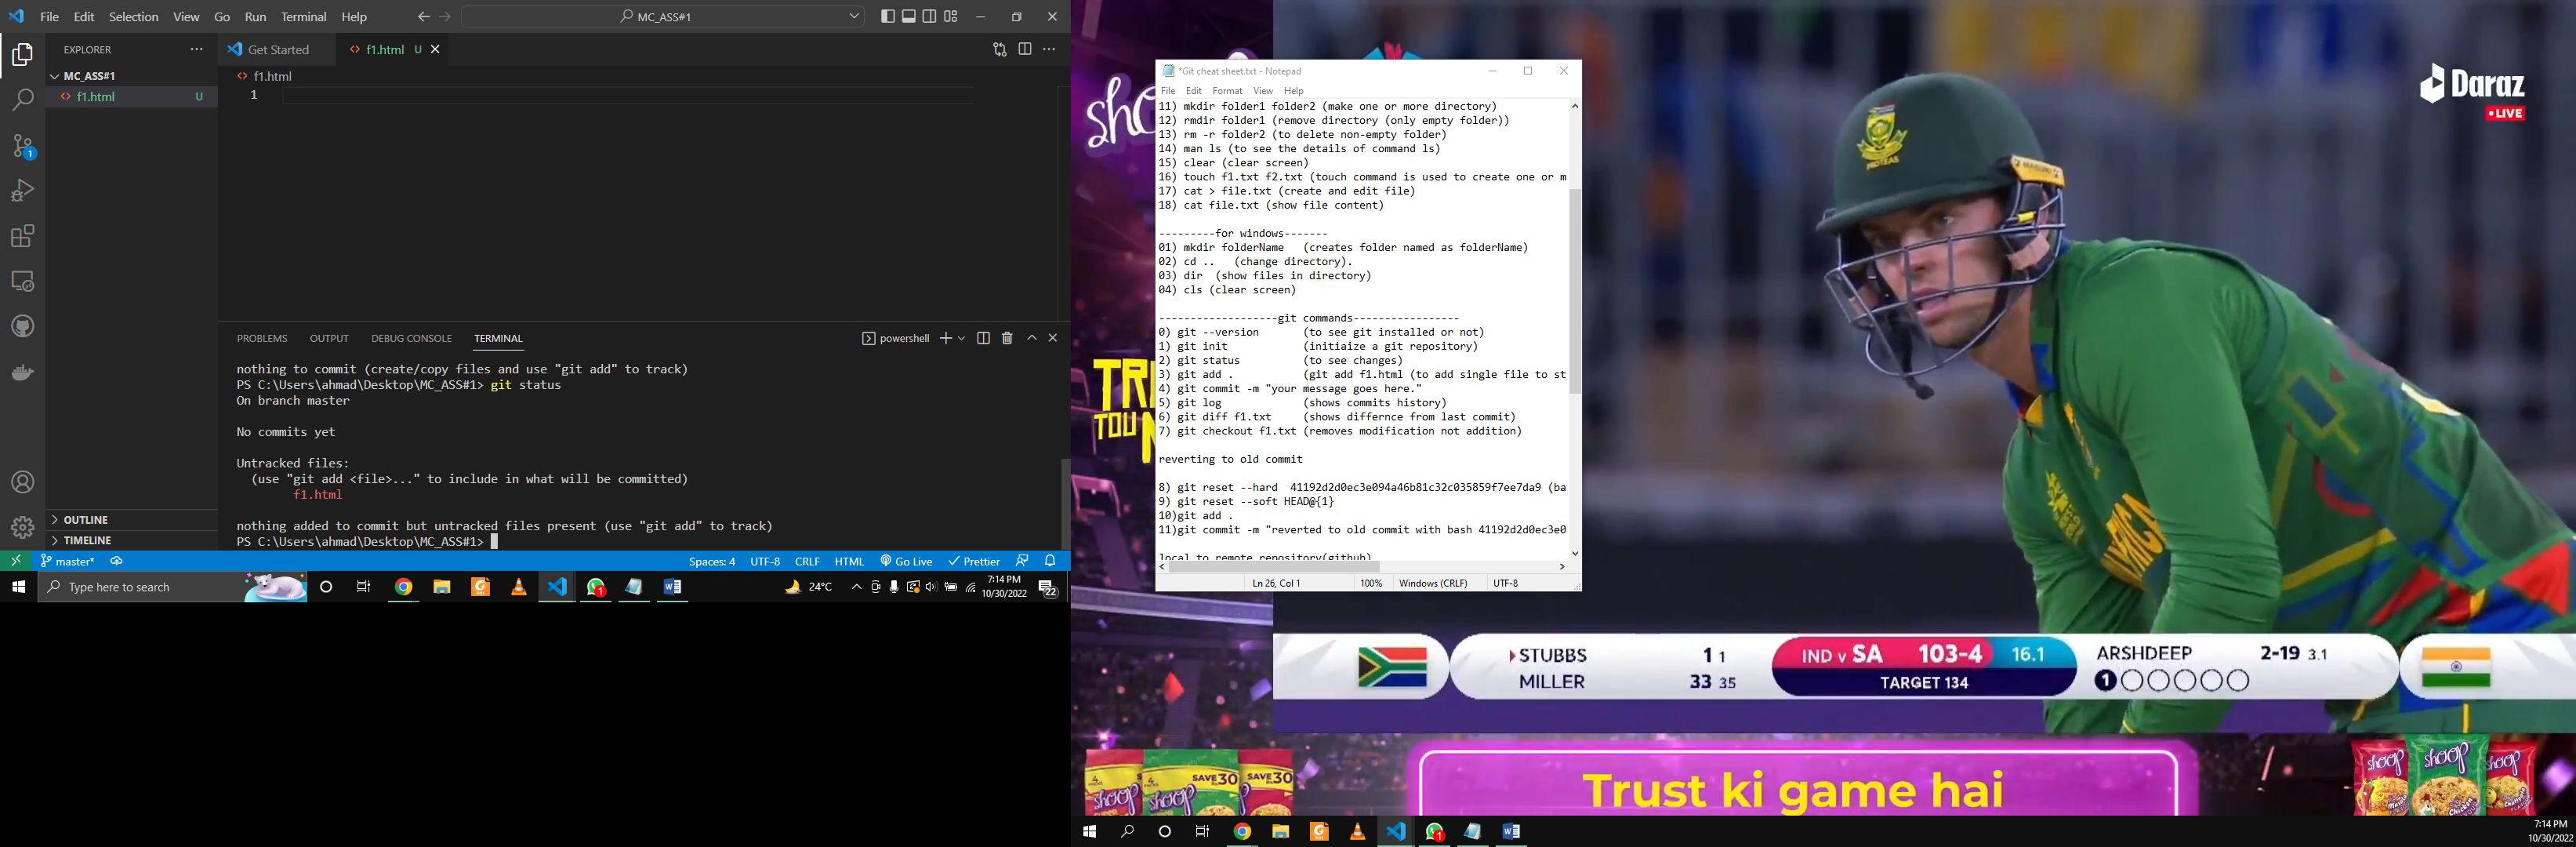 File Edit Selection View Go Run Terminal Help
MC_ASS#1
EXPLORER
MC_ASS#1
f1.html U
OUTLINE
TIMELINE
Get Started
f1.html U
f1.html
1
PROBLEMS OUTPUT DEBUG CONSOLE TERMINAL
powershell
nothing to commit (create/copy files and use "git add" to track)
PS C:\Users\ahmad\Desktop\MC_ASS#1> git status
On branch master
No commits yet
Untracked files:
(use "git add <file>..." to include in what will be committed)
f1.html
nothing added to commit but untracked files present (use "git add" to track)
PS C:\Users\ahmad\Desktop\MC_ASS#1>
1
master*
Spaces: 4 UTF-8 CRLF HTML Go Live Prettier
Type here to search
1
24°C
7:14 PM
10/30/2022
22
*Git cheat sheet.txt - Notepad
File Edit Format View Help
11) mkdir folder1 folder2 (make one or more directory)
12) rmdir folder1 (remove directory (only empty folder))
13) rm -r folder2 (to delete non-empty folder)
14) man ls (to see the details of command ls)
15) clear (clear screen)
16) touch f1.txt f2.txt (touch command is used to create one or m
17) cat > file.txt (create and edit file)
18) cat file.txt (show file content)
---------for windows-------
01) mkdir folderName (creates folder named as folderName)
02) cd .. (change directory).
03) dir (show files in directory)
04) cls (clear screen)
------------------git commands----------------
0) git --version (to see git installed or not)
1) git init (initiaize a git repository)
2) git status (to see changes)
3) git add . (git add f1.html (to add single file to st
4) git commit -m "your message goes here."
5) git log (shows commits history)
6) git diff f1.txt (shows differnce from last commit)
7) git checkout f1.txt (removes modification not addition)
reverting to old commit
8) git reset --hard 41192d2d0ec3e094a46b81c32c035859f7ee7da9 (ba
9) git reset --soft HEAD@{1}
10)git add .
11)git commit -m "reverted to old commit with bash 41192d2d0ec3e0
local to remote repository(github)
Ln 26, Col 1 100% Windows (CRLF) UTF-8
Daraz
LIVE
PROTEAS
STUBBS 1 1
MILLER 33 35
IND v SA 103-4 16.1
TARGET 134
ARSHDEEP 2-19 3.1
1
SAVE 30
SAVE 30
shoop
shoop
Trust ki game hai
shoop
shoop
shoop
1
7:14 PM
10/30/2022